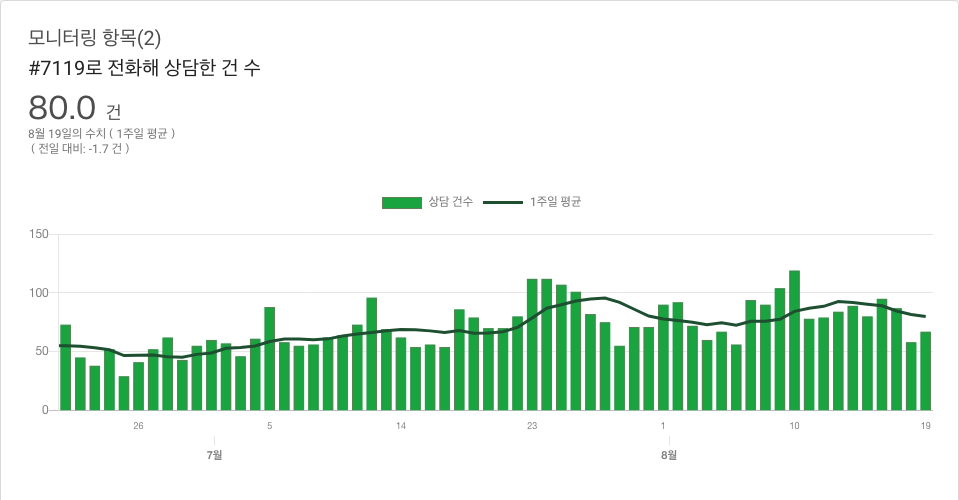 모니터링 항목(2)
#7119로 전화해 상담한 건 수
80.0 건
8월 19일의 수치 ( 1주일 평균 )
( 전일 대비: -1.7 건 )
상담 건수 1주일 평균
150
100
50
0
26 5 14 23 1 10 19
7월 8월